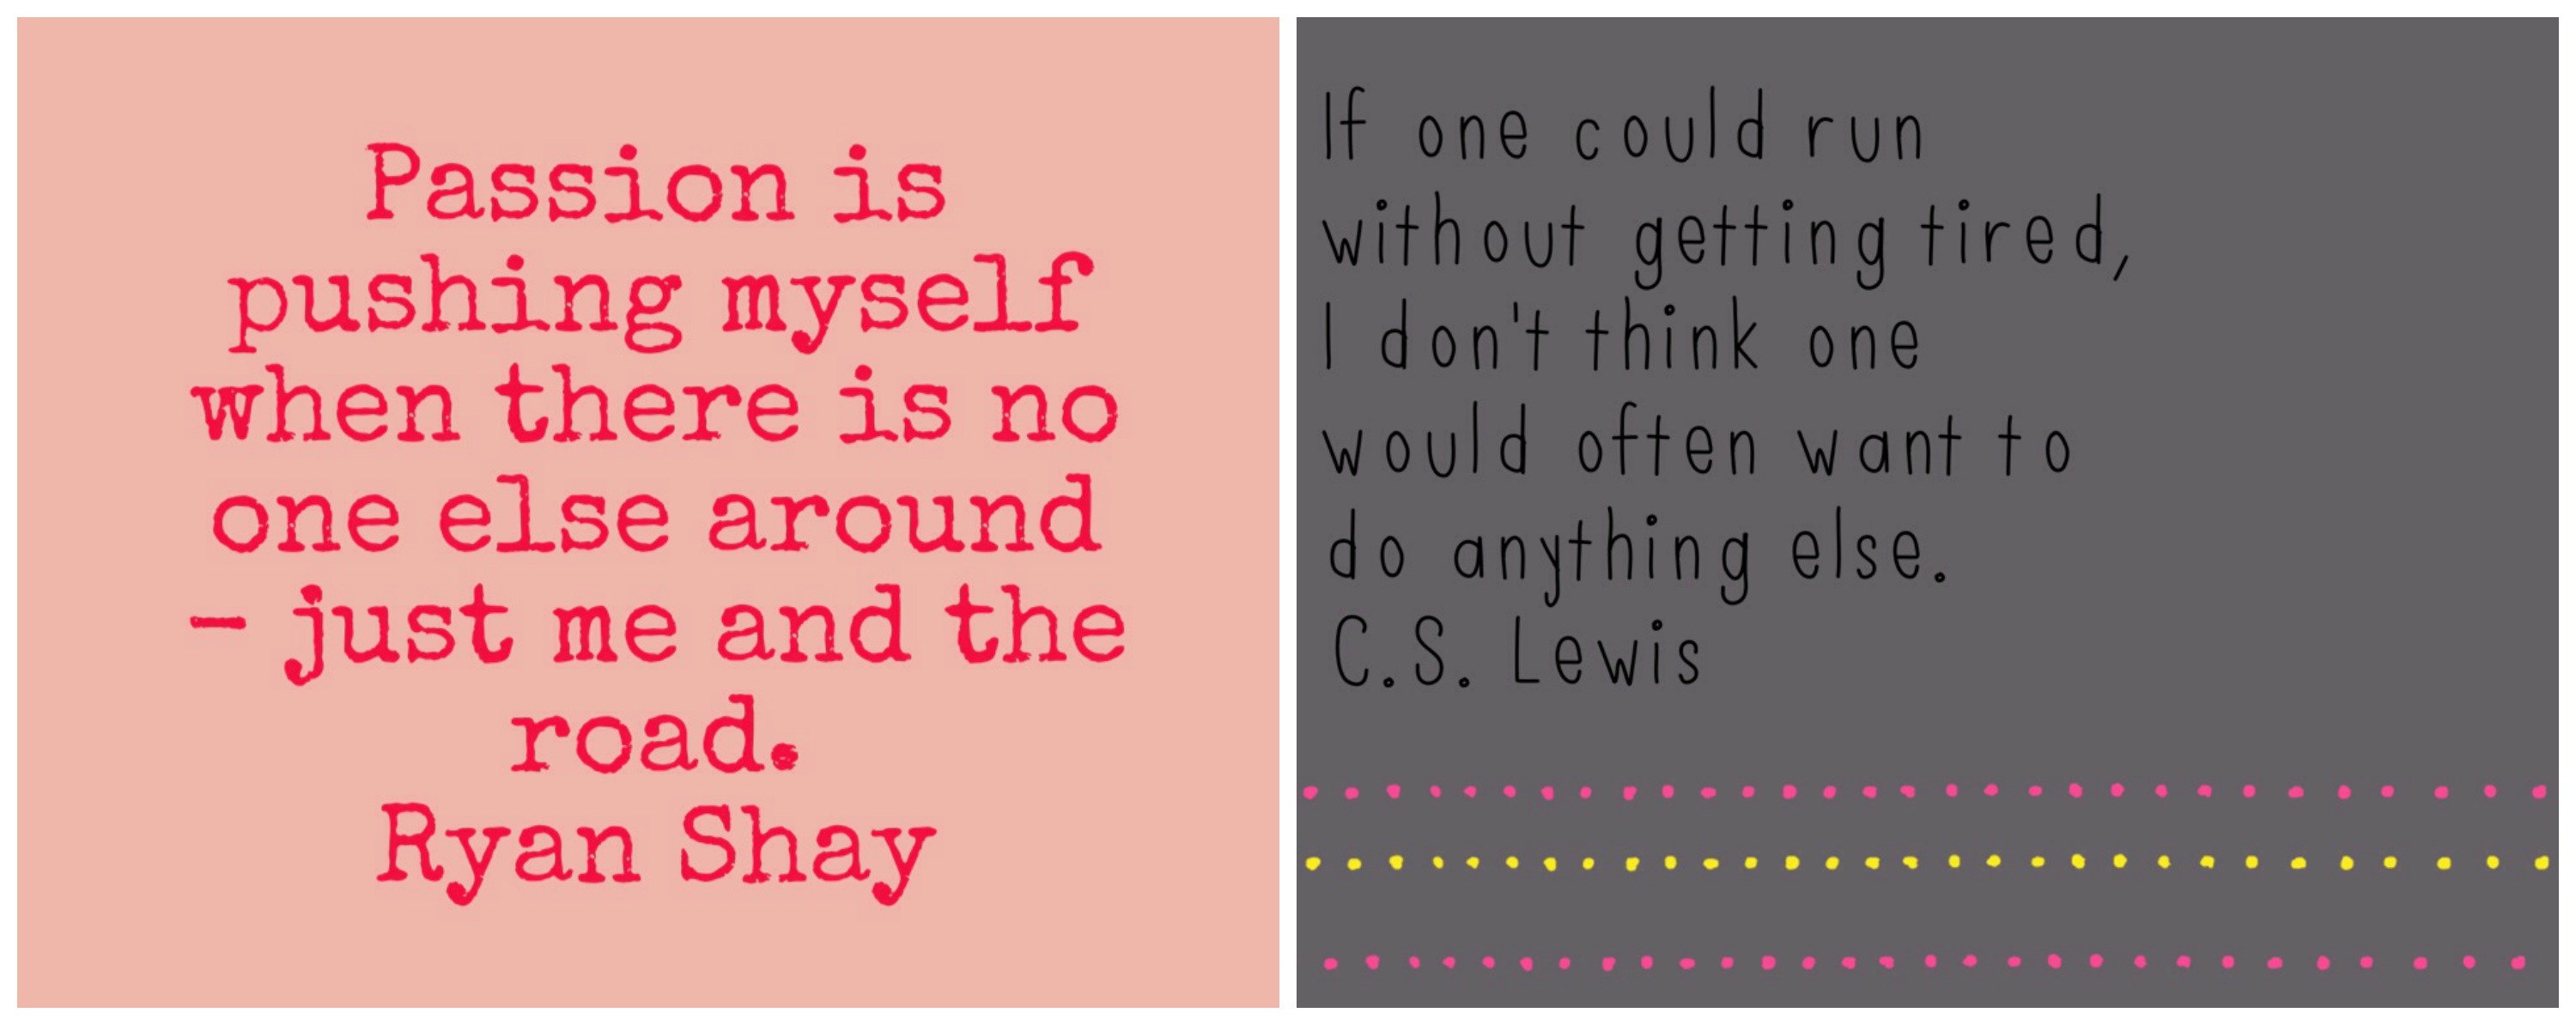 Passion is
pushing myself
when there is no
one else around
- just me and the
road.
Ryan Shay
If one could run
without getting tired,
I don't think one
would often want to
do anything else.
C.S. Lewis